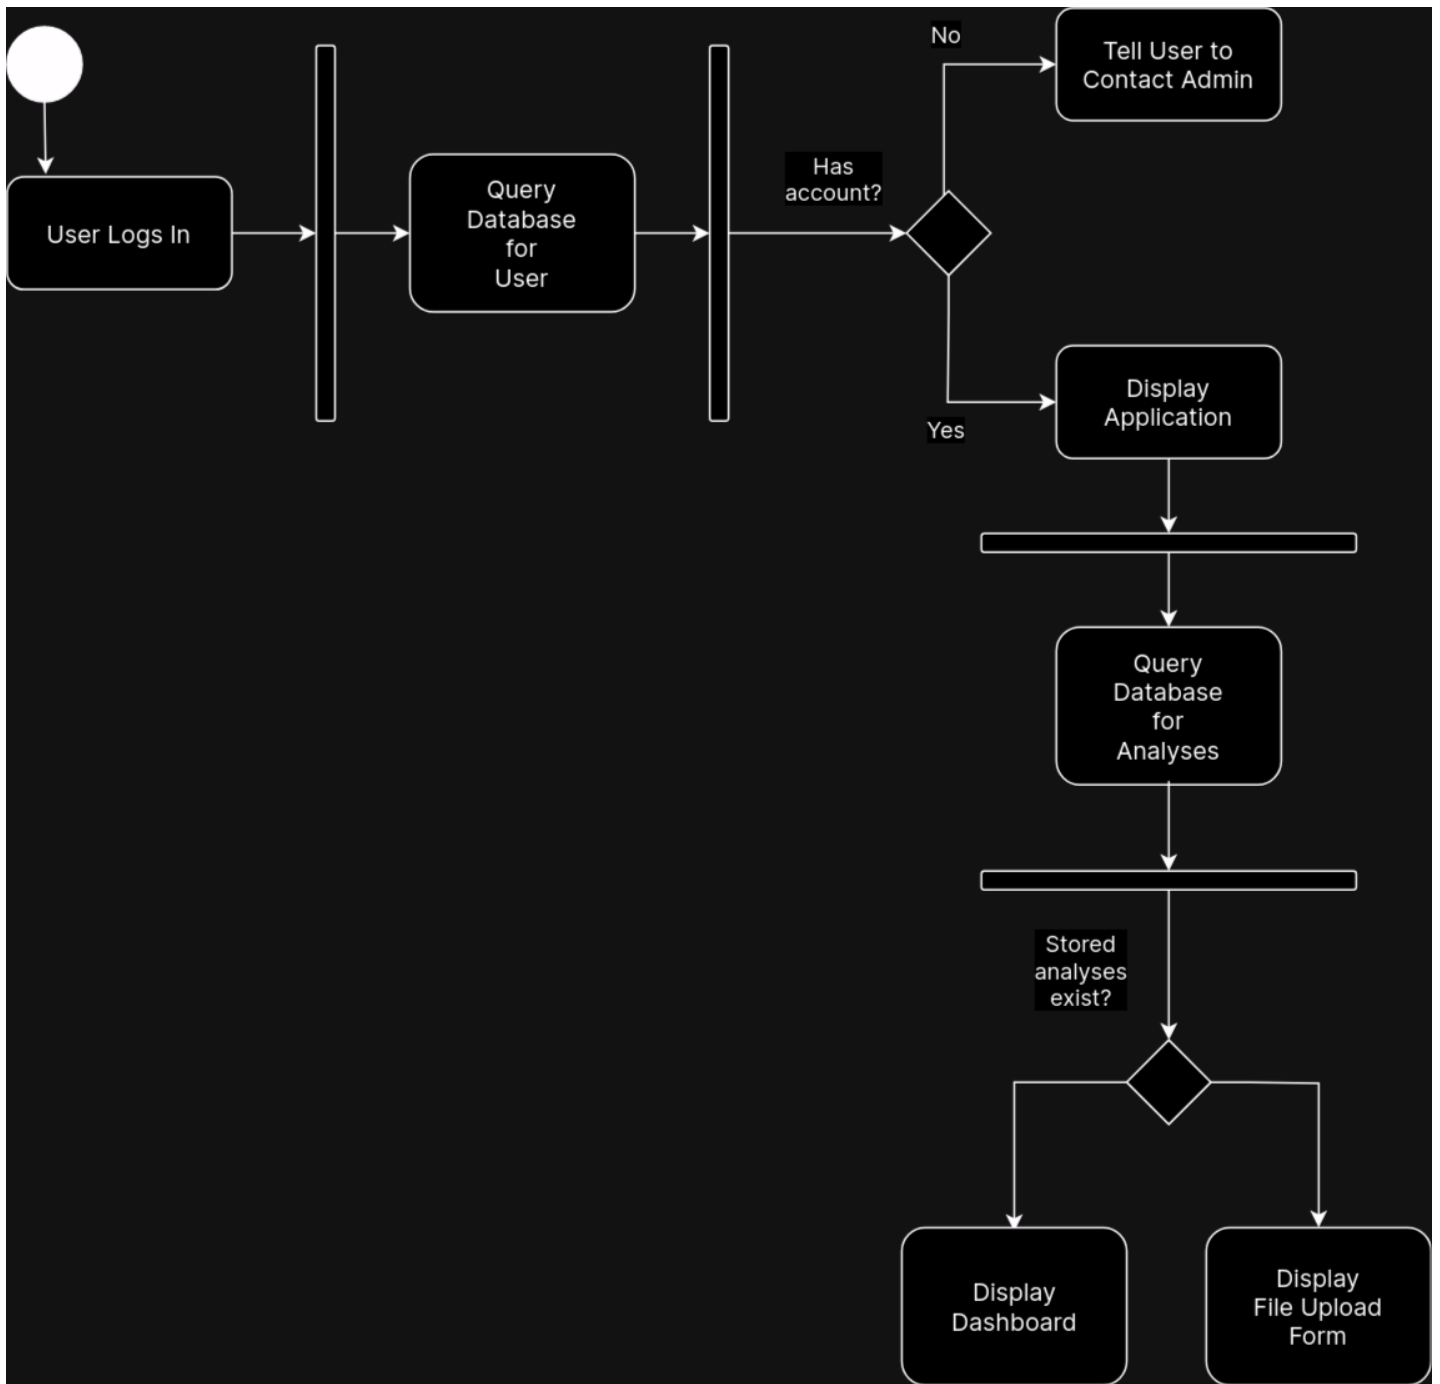 No
Tell User to
Contact Admin
Has
account?
User Logs In
Query
Database
for
User
Display
Application
Yes
Query
Database
for
Analyses
Stored
analyses
exist?
Display
Dashboard
Display
File Upload
Form